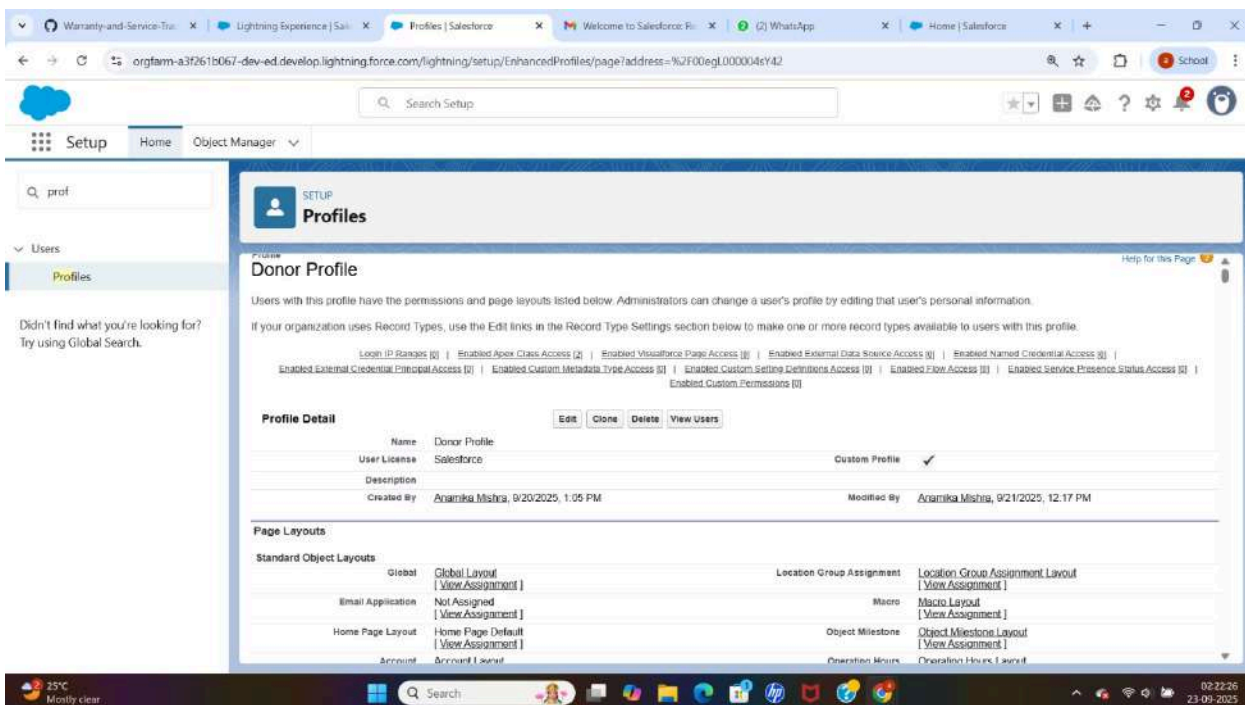 Warranty-and-Service-Tra
Lightning Experience | Sal
Profiles | Salesforce
Welcome to Salesforce: Fi
(2) WhatsApp
Home | Salesforce
orgfarm-a3f261b067-dev-ed.develop.lightning.force.com/lightning/setup/EnhancedProfiles/page?address=%2F00egL000004sY42
School
Search Setup
2
Setup
Home
Object Manager
prof
Users
Profiles
Didn't find what you're looking for?
Try using Global Search.
SETUP
Profiles
Profile
Donor Profile
Help for this Page
Users with this profile have the permissions and page layouts listed below. Administrators can change a user's profile by editing that user's personal information.
If your organization uses Record Types, use the Edit links in the Record Type Settings section below to make one or more record types available to users with this profile.
Login IP Ranges [0] | Enabled Apex Class Access [2] | Enabled Visualforce Page Access [0] | Enabled External Data Source Access [0] | Enabled Named Credential Access [0] |
Enabled External Credential Principal Access [0] | Enabled Custom Metadata Type Access [0] | Enabled Custom Setting Definitions Access [0] | Enabled Flow Access [0] | Enabled Service Presence Status Access [0] |
Enabled Custom Permissions [0]
Profile Detail
Edit Clone Delete View Users
Name Donor Profile
User License Salesforce Custom Profile ✓
Description
Created By Anamika Mishra, 9/20/2025, 1:05 PM Modified By Anamika Mishra, 9/21/2025, 12:17 PM
Page Layouts
Standard Object Layouts
Global Global Layout Location Group Assignment Location Group Assignment Layout
[ View Assignment ] [ View Assignment ]
Email Application Not Assigned Macro Macro Layout
[ View Assignment ] [ View Assignment ]
Home Page Layout Home Page Default Object Milestone Object Milestone Layout
[ View Assignment ] [ View Assignment ]
Account Account Layout Operating Hours Operating Hours Layout
2
25°C
Mostly clear
Search
02:22:26
23-09-2025